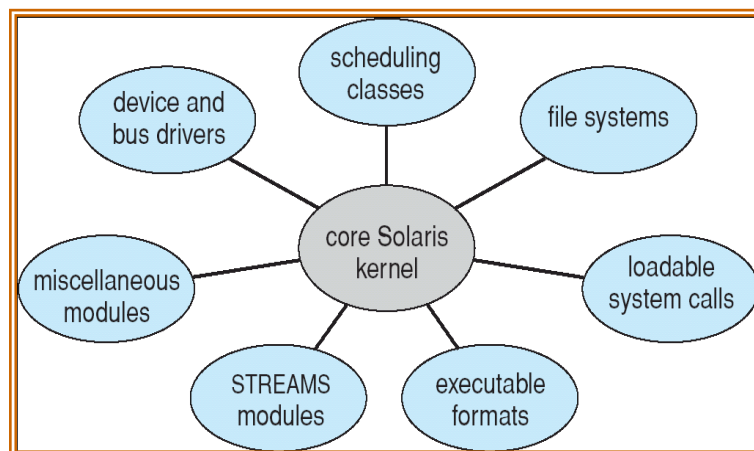 scheduling
classes
device and
bus drivers
file systems
core Solaris
kernel
miscellaneous
modules
loadable
system calls
STREAMS
modules
executable
formats